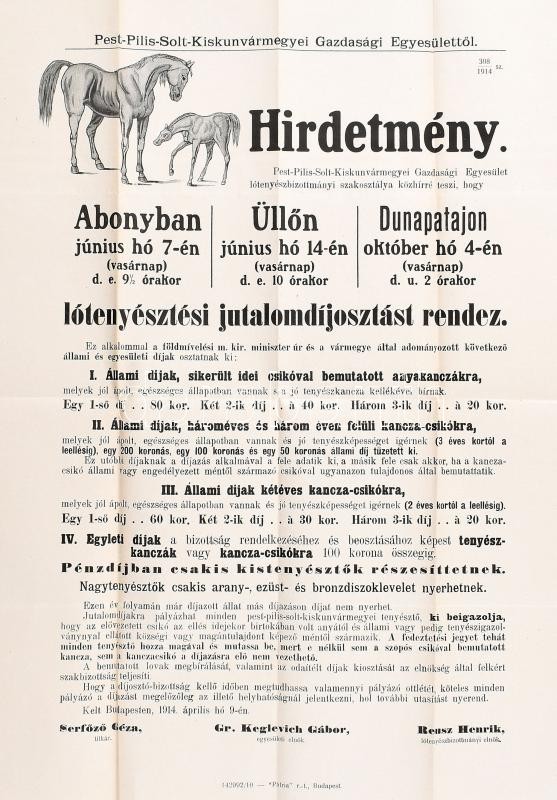 Pest-Pilis-Solt-Kiskunvármegyei Gazdasági Egyesülettől.
308
1914 sz.
Hirdetmény.
Pest-Pilis-Solt-Kiskunvármegyei Gazdasági Egyesület
lótenyészbizottmányi szakosztálya közhírré teszi, hogy
Abonyban
június hó 7-én
(vasárnap)
d. e. 9½ órakor
Üllőn
június hó 14-én
(vasárnap)
d. e. 10 órakor
Dunapatajon
október hó 4-én
(vasárnap)
d. u. 2 órakor
lótenyésztési jutalomdíjosztást rendez.
Ez alkalommal a földmívelési m. kir. miniszter úr és a vármegye által adományozott következő
állami és egyesületi díjak osztatnak ki:
I. Állami díjak, sikerült idei csikóval bemutatott anyakanczákra,
melyek jól ápolt, egészséges állapotban vannak s a jó tenyészkancza kellékeivel bírnak.
Egy 1-ső díj . . 80 kor. Két 2-ik díj . . à 40 kor. Három 3-ik díj . . à 20 kor.
II. Állami díjak, hároméves és három éven felüli kancza-csikókra,
melyek jól ápolt, egészséges állapotban vannak és jó tenyészképességet igérnek (3 éves kortól a
leellésig), egy 200 koronás, egy 100 koronás és egy 50 koronás állami díj tüzetett ki.
Ez utóbbi díjaknak a díjazás alkalmával a fele adatik ki, a másik fele csak akkor, ha a kancza-
csikó állami vagy engedélyezett méntől származó csikóval ugyanazon tulajdonos által bemutattatik.
III. Állami díjak kétéves kancza-csikókra,
melyek jól ápolt, egészséges állapotban vannak és jó tenyészképességet igérnek (2 éves kortól a leellésig).
Egy 1-ső díj . . 60 kor. Két 2-ik díj . . à 30 kor. Három 3-ik díj . . à 20 kor.
IV. Egyleti díjak a bizottság rendelkezéséhez és beosztásához képest tenyész-
kanczák vagy kancza-csikókra 100 korona összegig.
Pénzdíjban csakis kistenyésztők részesíttetnek.
Nagytenyésztők csakis arany-, ezüst- és bronzdiszoklevelet nyerhetnek.
Ezen év folyamán már díjazott állat más díjazáson díjat nem nyerhet.
Jutalomdíjakra pályázhat minden pest-pilis-solt-kiskunvármegyei tenyésztő, ki beigazolja,
hogy az elővezetett csikó az ellés idejekor birtokában volt anyától és állami vagy pedig tenyészigazol-
ványnyal ellátott községi vagy magántulajdont képező méntől származik. A fedeztetési jegyet tehát
minden tenyésztő hozza magával és mutassa be, mert e nélkül sem a szopós csikóval bemutatott
kancza, sem a kanczacsikó a díjazásra elő nem vezethető.
A bemutatott lovak megbírálását, valamint az odaítélt díjak kiosztását az elnökség által felkért
szakbizottság teljesíti.
Hogy a díjosztó-bizottság kellő időben megtudhassa valamennyi pályázó ottlétét, köteles minden
pályázó a díjazást megelőzőleg az illető helyhatóságnál jelentkezni, hol további utasítást nyerend.
Kelt Budapesten, 1914. április hó 9-én.
Serfőző Géza,
titkár.
Gr. Keglevich Gábor,
egyesületi elnök.
Reusz Henrik,
lótenyészbizottmányi elnök.
142092/10 — "Pátria" r.-t., Budapest